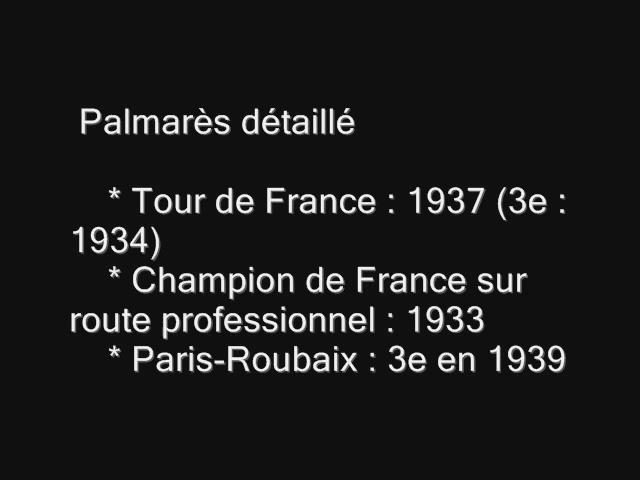 Palmarès détaillé
* Tour de France : 1937 (3e :
1934)
* Champion de France sur
route professionnel : 1933
* Paris-Roubaix : 3e en 1939